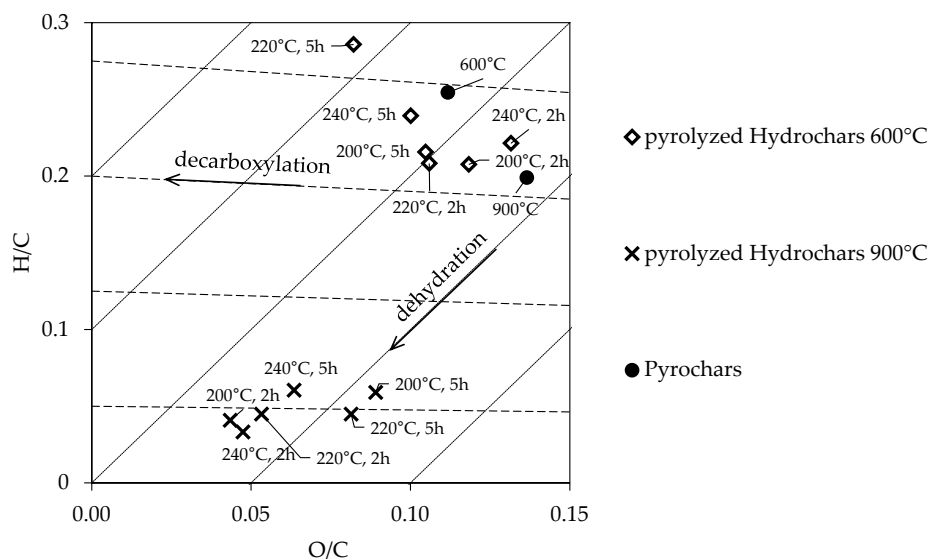 0.3
220°C, 5h
600°C
240°C, 5h
240°C, 2h
200°C, 5h
200°C, 2h
decarboxylation
0.2
220°C, 2h
900°C
H/C
dehydration
0.1
240°C, 5h
200°C, 5h
200°C, 2h
220°C, 5h
240°C, 2h
220°C, 2h
0
0.00
0.05
0.10
0.15
O/C
pyrolyzed Hydrochars 600°C
pyrolyzed Hydrochars 900°C
Pyrochars